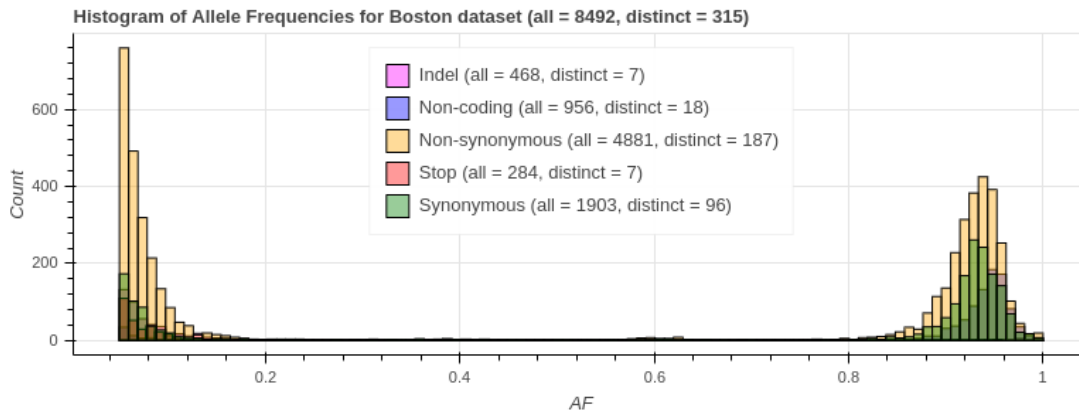 Histogram of Allele Frequencies for Boston dataset (all = 8492, distinct = 315)
Indel (all = 468, distinct = 7)
Non-coding (all = 956, distinct = 18)
Non-synonymous (all = 4881, distinct = 187)
Stop (all = 284, distinct = 7)
Synonymous (all = 1903, distinct = 96)
Count
600
400
200
0
0.2 0.4 0.6 0.8 1
AF